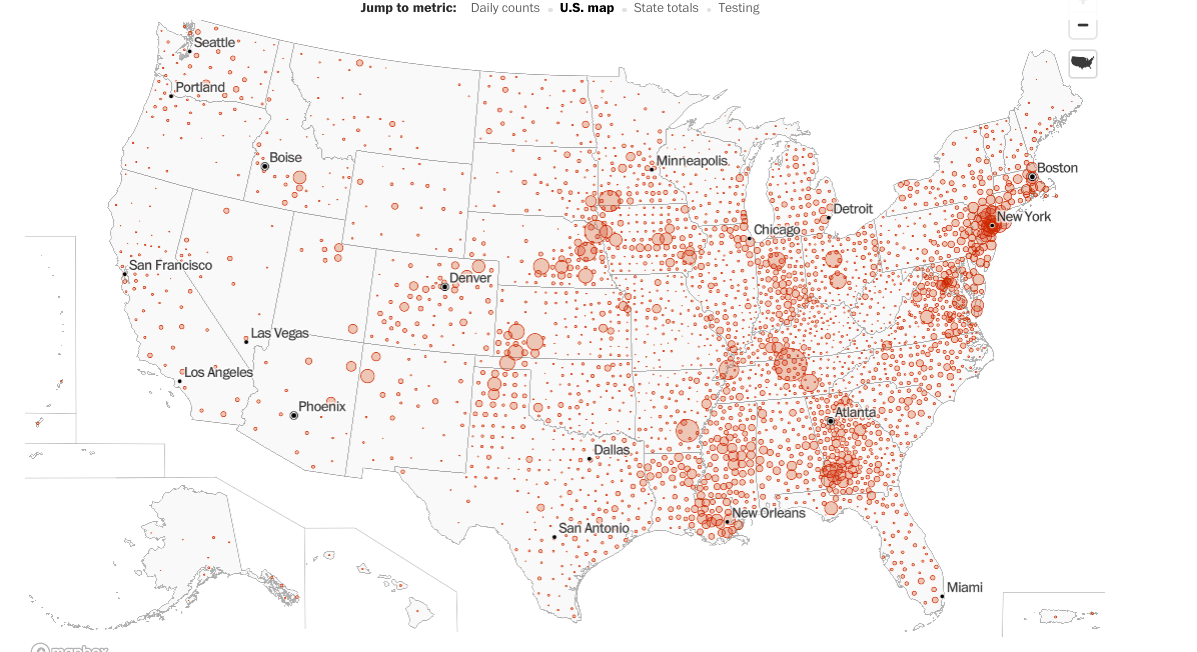 Jump to metric: Daily counts U.S. map State totals Testing
Seattle
Portland
Boise
Minneapolis
Boston
Detroit
New York
Chicago
San Francisco
Denver
Las Vegas
Los Angeles
Phoenix
Atlanta
Dallas
New Orleans
San Antonio
Miami
mapbox